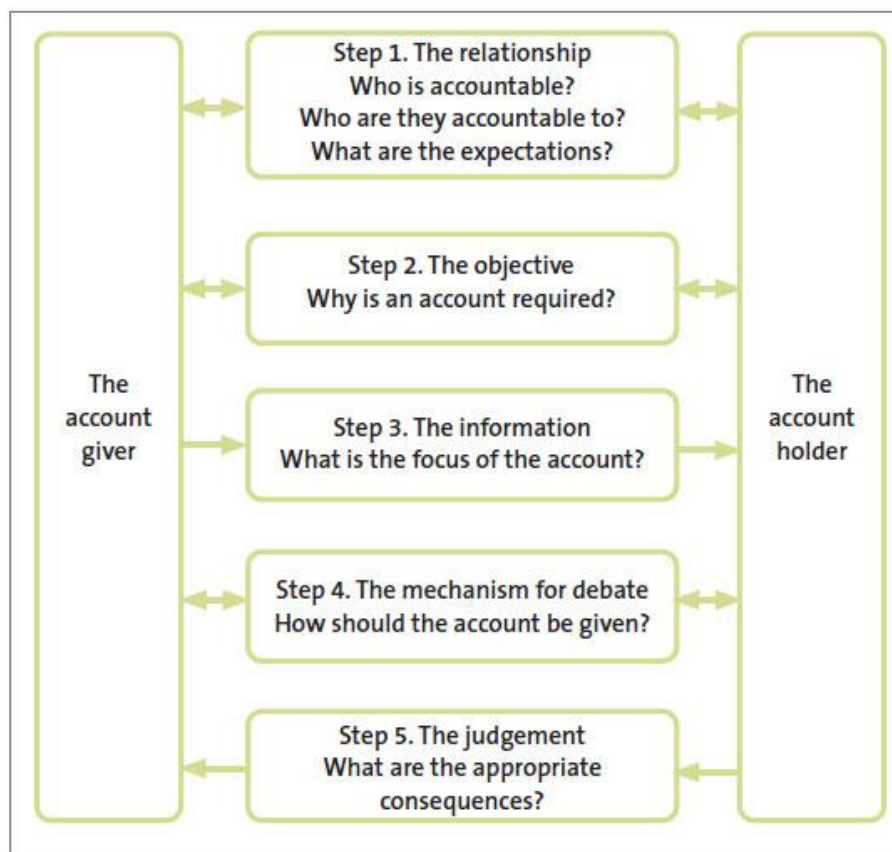 Step 1. The relationship
Who is accountable?
Who are they accountable to?
What are the expectations?
Step 2. The objective
Why is an account required?
The
account
giver
Step 3. The information
What is the focus of the account?
The
account
holder
Step 4. The mechanism for debate
How should the account be given?
Step 5. The judgement
What are the appropriate
consequences?